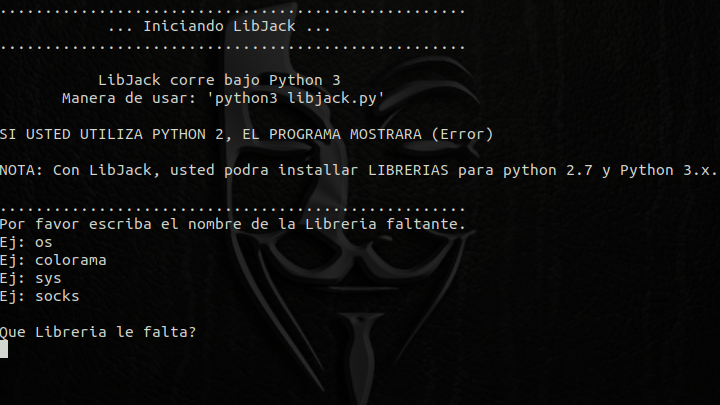 ....................................................
... Iniciando LibJack ...
....................................................
LibJack corre bajo Python 3
Manera de usar: 'python3 libjack.py'
SI USTED UTILIZA PYTHON 2, EL PROGRAMA MOSTRARA (Error)
NOTA: Con LibJack, usted podra installar LIBRERIAS para python 2.7 y Python 3.x.
....................................................
Por favor escriba el nombre de la Libreria faltante.
Ej: os
Ej: colorama
Ej: sys
Ej: socks
Que Libreria le falta?